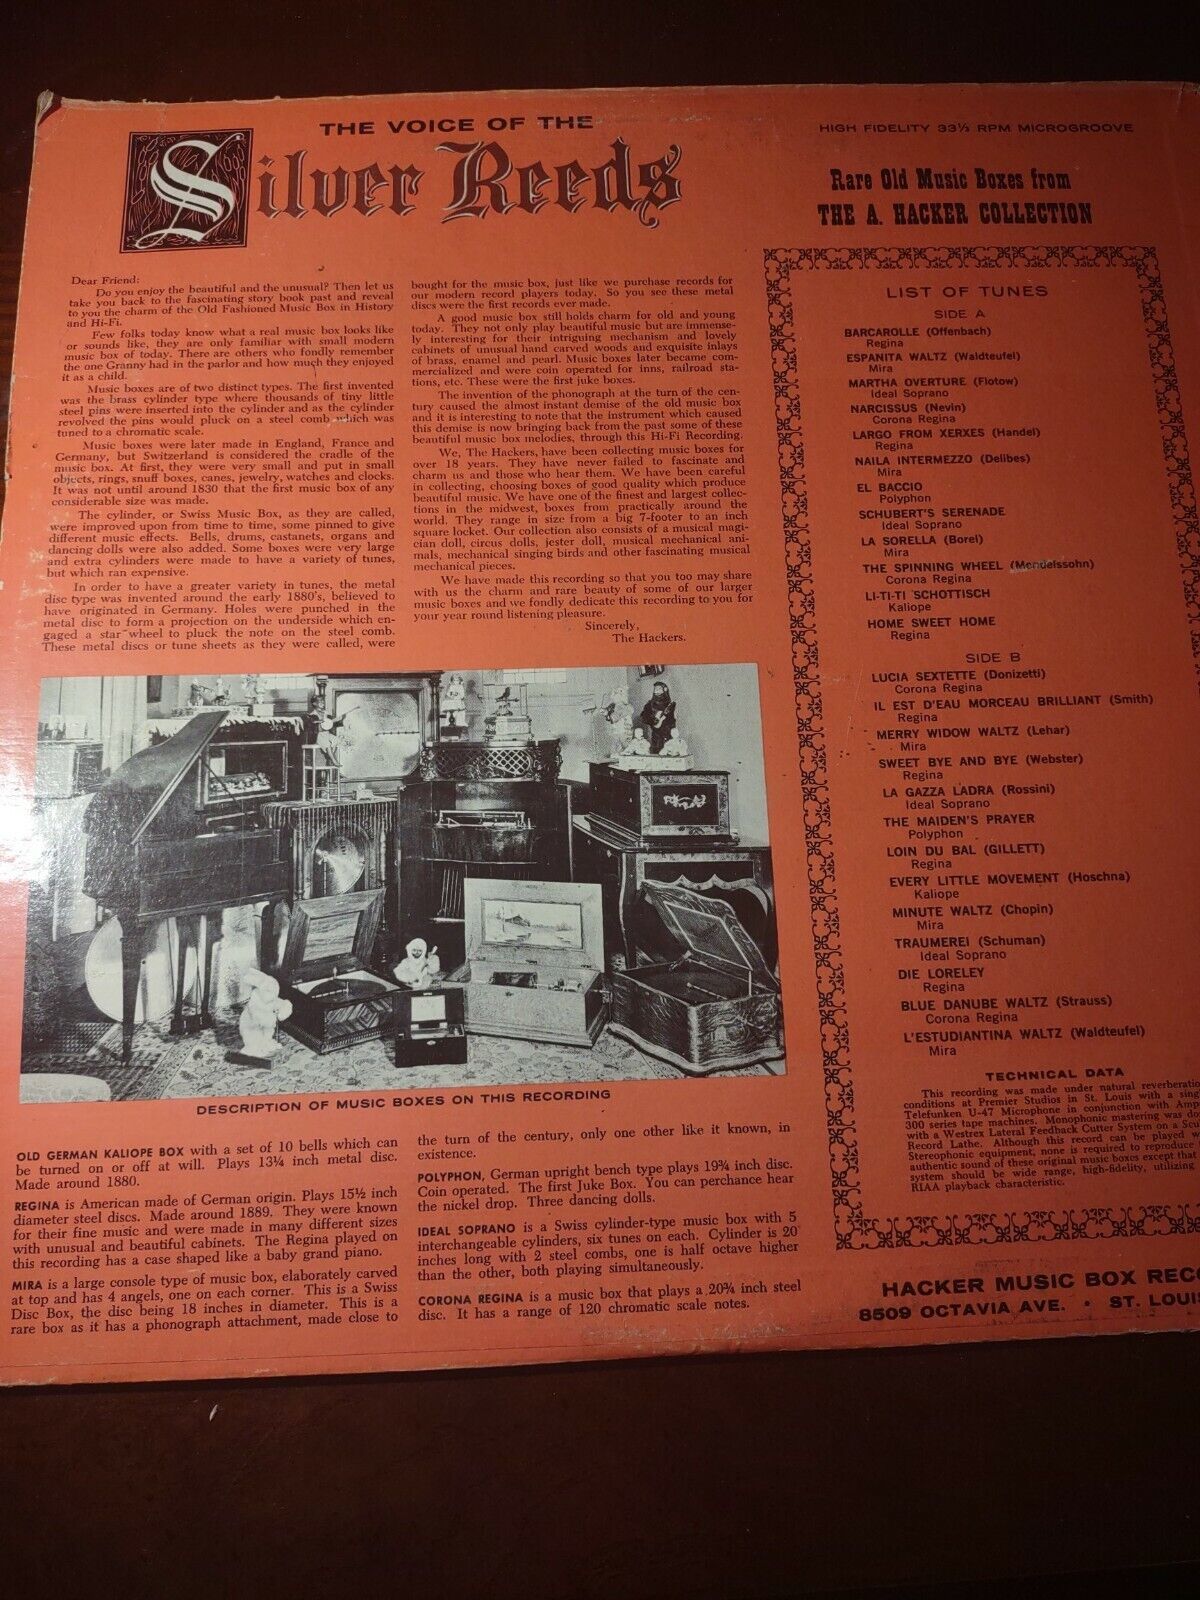 THE VOICE OF THE
Silver Reeds
HIGH FIDELITY 33⅓ RPM MICROGROOVE
Rare Old Music Boxes from
THE A. HACKER COLLECTION
Dear Friend:
Do you enjoy the beautiful and the unusual? Then let us
take you back to the fascinating story book past and reveal
to you the charm of the Old Fashioned Music Box in History
and Hi-Fi.
Few folks today know what a real music box looks like
or sounds like, they are only familiar with small modern
music box of today. There are others who fondly remember
the one Granny had in the parlor and how much they enjoyed
it as a child.
Music boxes are of two distinct types. The first invented
was the brass cylinder type where thousands of tiny little
steel pins were inserted into the cylinder and as the cylinder
revolved the pins would pluck on a steel comb which was
tuned to a chromatic scale.
Music boxes were later made in England, France and
Germany, but Switzerland is considered the cradle of the
music box. At first, they were very small and put in small
objects, rings, snuff boxes, canes, jewelry, watches and clocks.
It was not until around 1830 that the first music box of any
considerable size was made.
The cylinder, or Swiss Music Box, as they are called,
were improved upon from time to time, some pinned to give
different music effects. Bells, drums, castanets, organs and
dancing dolls were also added. Some boxes were very large
and extra cylinders were made to have a variety of tunes,
but which ran expensive.
In order to have a greater variety in tunes, the metal
disc type was invented around the early 1880's, believed to
have originated in Germany. Holes were punched in the
metal disc to form a projection on the underside which en-
gaged a star wheel to pluck the note on the steel comb.
These metal discs or tune sheets as they were called, were
bought for the music box, just like we purchase records for
our modern record players today. So you see these metal
discs were the first records ever made.
A good music box still holds charm for old and young
today. They not only play beautiful music but are immense-
ly interesting for their intriguing mechanism and lovely
cabinets of unusual hand carved woods and exquisite inlays
of brass, enamel and pearl. Music boxes later became com-
mercialized and were coin operated for inns, railroad sta-
tions, etc. These were the first juke boxes.
The invention of the phonograph at the turn of the cen-
tury caused the almost instant demise of the old music box
and it is interesting to note that the instrument which caused
this demise is now bringing back from the past some of these
beautiful music box melodies, through this Hi-Fi Recording.
We, The Hackers, have been collecting music boxes for
over 18 years. They have never failed to fascinate and
charm us and those who hear them. We have been careful
in collecting, choosing boxes of good quality which produce
beautiful music. We have one of the finest and largest collec-
tions in the midwest, boxes from practically around the
world. They range in size from a big 7-footer to an inch
square locket. Our collection also consists of a musical magi-
cian doll, circus dolls, jester doll, musical mechanical ani-
mals, mechanical singing birds and other fascinating musical
mechanical pieces.
We have made this recording so that you too may share
with us the charm and rare beauty of some of our larger
music boxes and we fondly dedicate this recording to you for
your year round listening pleasure.
Sincerely,
The Hackers.
LIST OF TUNES
SIDE A
BARCAROLLE (Offenbach)
Regina
ESPANITA WALTZ (Waldteufel)
Mira
MARTHA OVERTURE (Flotow)
Ideal Soprano
NARCISSUS (Nevin)
Corona Regina
LARGO FROM XERXES (Handel)
Regina
NAILA INTERMEZZO (Delibes)
Mira
EL BACCIO
Polyphon
SCHUBERT'S SERENADE
Ideal Soprano
LA SORELLA (Borel)
Mira
THE SPINNING WHEEL (Mendelssohn)
Corona Regina
LI-TI-TI SCHOTTISCH
Kaliope
HOME SWEET HOME
Regina
SIDE B
LUCIA SEXTETTE (Donizetti)
Corona Regina
IL EST D'EAU MORCEAU BRILLIANT (Smith)
Regina
MERRY WIDOW WALTZ (Lehar)
Mira
SWEET BYE AND BYE (Webster)
Regina
LA GAZZA LADRA (Rossini)
Ideal Soprano
THE MAIDEN'S PRAYER
Polyphon
LOIN DU BAL (GILLETT)
Regina
EVERY LITTLE MOVEMENT (Hoschna)
Kaliope
MINUTE WALTZ (Chopin)
Mira
TRAUMEREI (Schuman)
Ideal Soprano
DIE LORELEY
Regina
BLUE DANUBE WALTZ (Strauss)
Corona Regina
L'ESTUDIANTINA WALTZ (Waldteufel)
Mira
TECHNICAL DATA
This recording was made under natural reverberatio
conditions at Premier Studios in St. Louis with a sing
Telefunken U-47 Microphone in conjunction with Amp
300 series tape machines. Monophonic mastering was do
with a Westrex Lateral Feedback Cutter System on a Scu
Record Lathe. Although this record can be played w
Stereophonic equipment, none is required to reproduce
authentic sound of these original music boxes except that
system should be wide range, high-fidelity, utilizing
RIAA playback characteristic.
HACKER MUSIC BOX RECO
8509 OCTAVIA AVE. • ST. LOUIS
DESCRIPTION OF MUSIC BOXES ON THIS RECORDING
OLD GERMAN KALIOPE BOX with a set of 10 bells which can
be turned on or off at will. Plays 13¼ inch metal disc.
Made around 1880.
REGINA is American made of German origin. Plays 15½ inch
diameter steel discs. Made around 1889. They were known
for their fine music and were made in many different sizes
with unusual and beautiful cabinets. The Regina played on
this recording has a case shaped like a baby grand piano.
MIRA is a large console type of music box, elaborately carved
at top and has 4 angels, one on each corner. This is a Swiss
Disc Box, the disc being 18 inches in diameter. This is a
rare box as it has a phonograph attachment, made close to
the turn of the century, only one other like it known, in
existence.
POLYPHON, German upright bench type plays 19¾ inch disc.
Coin operated. The first Juke Box. You can perchance hear
the nickel drop. Three dancing dolls.
IDEAL SOPRANO is a Swiss cylinder-type music box with 5
interchangeable cylinders, six tunes on each. Cylinder is 20
inches long with 2 steel combs, one is half octave higher
than the other, both playing simultaneously.
CORONA REGINA is a music box that plays a 20¾ inch steel
disc. It has a range of 120 chromatic scale notes.